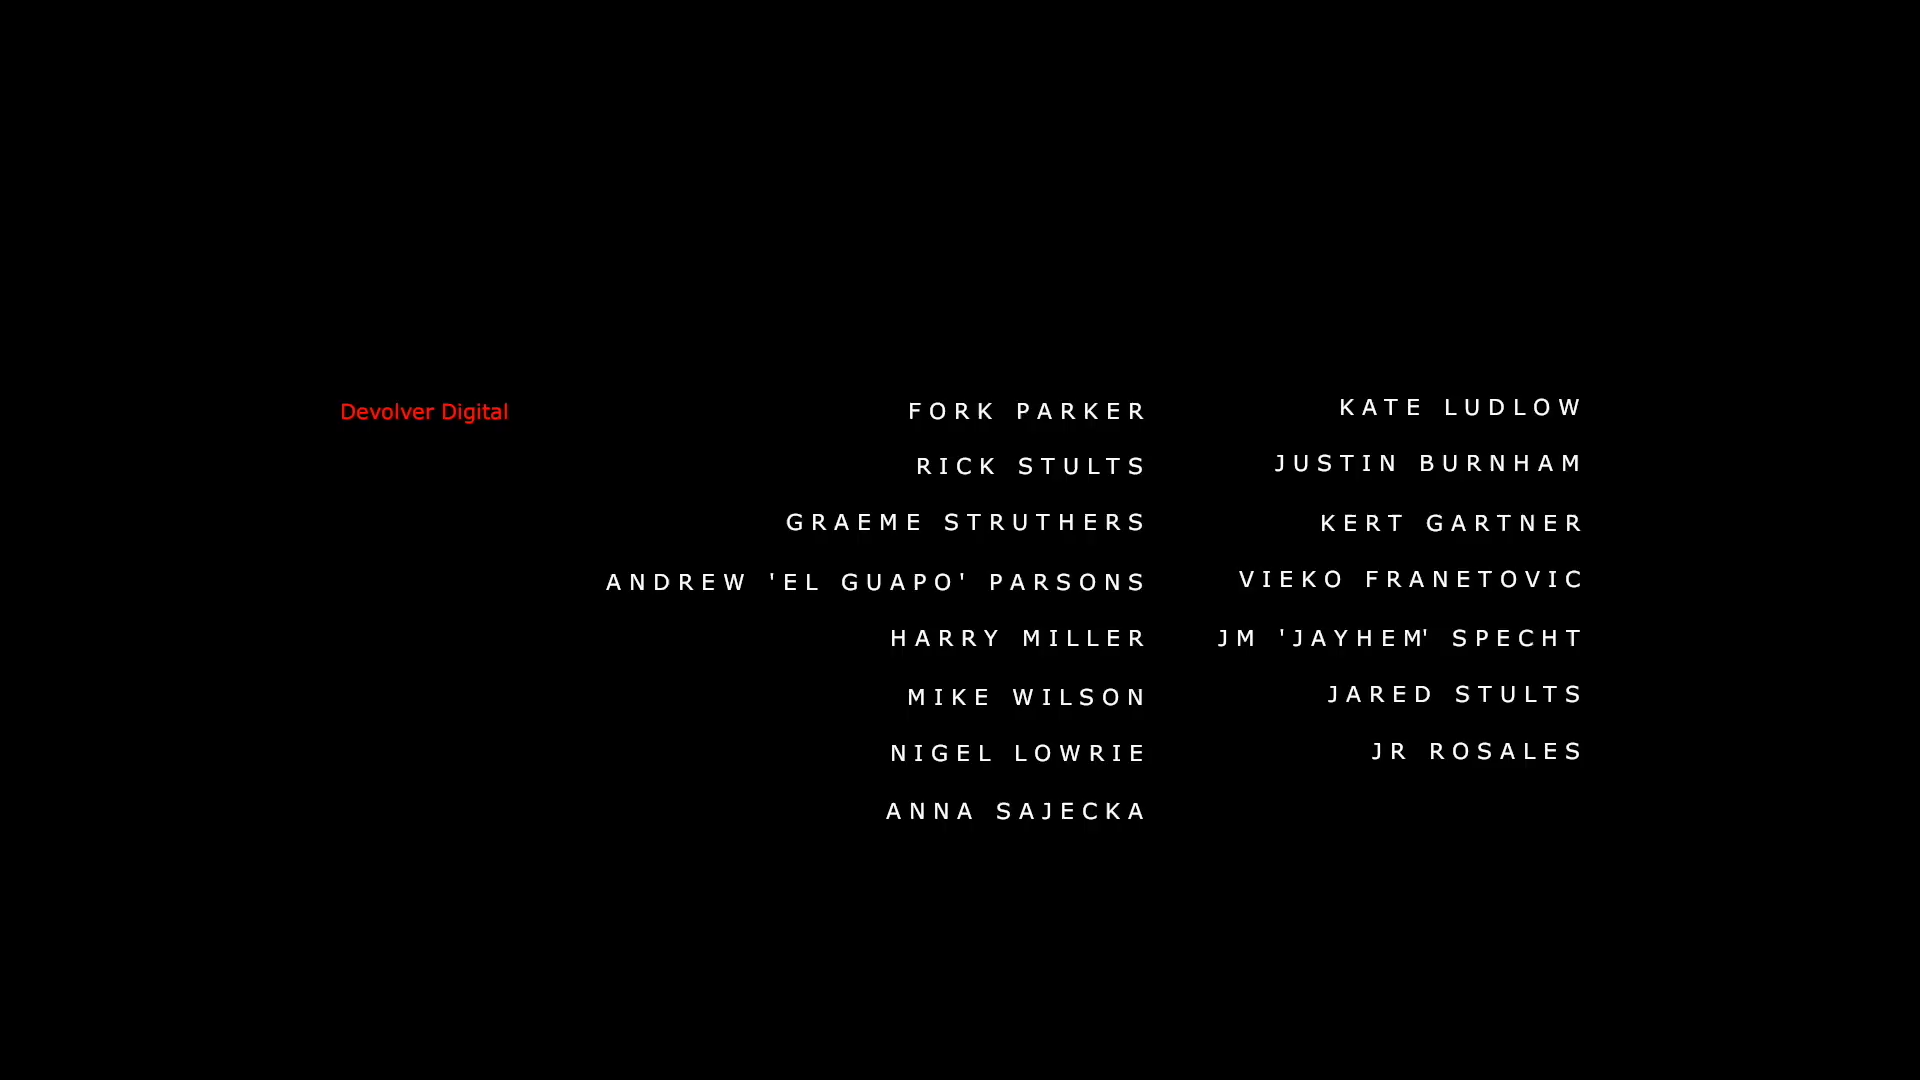 Devolver Digital
FORK PARKER
RICK STULTS
GRAEME STRUTHERS
ANDREW 'EL GUAPO' PARSONS
HARRY MILLER
MIKE WILSON
NIGEL LOWRIE
ANNA SAJECKA
KATE LUDLOW
JUSTIN BURNHAM
KERT GARTNER
VIEKO FRANETOVIC
JM 'JAYHEM' SPECHT
JARED STULTS
JR ROSALES